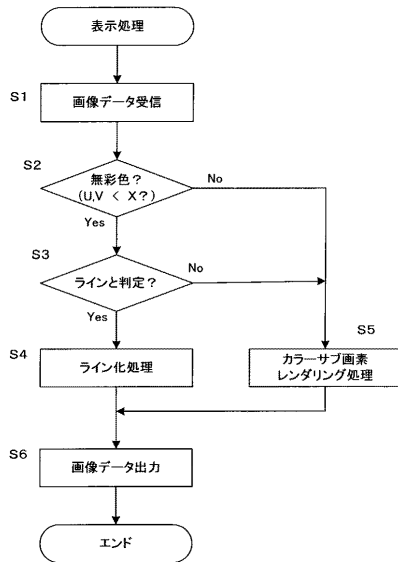 表示処理
S1
画像データ受信
S2
無彩色?
(U,V < X?)
No
Yes
S3
ラインと判定?
No
Yes
S4
ライン化処理
S5
カラーサブ画素
レンダリング処理
S6
画像データ出力
エンド